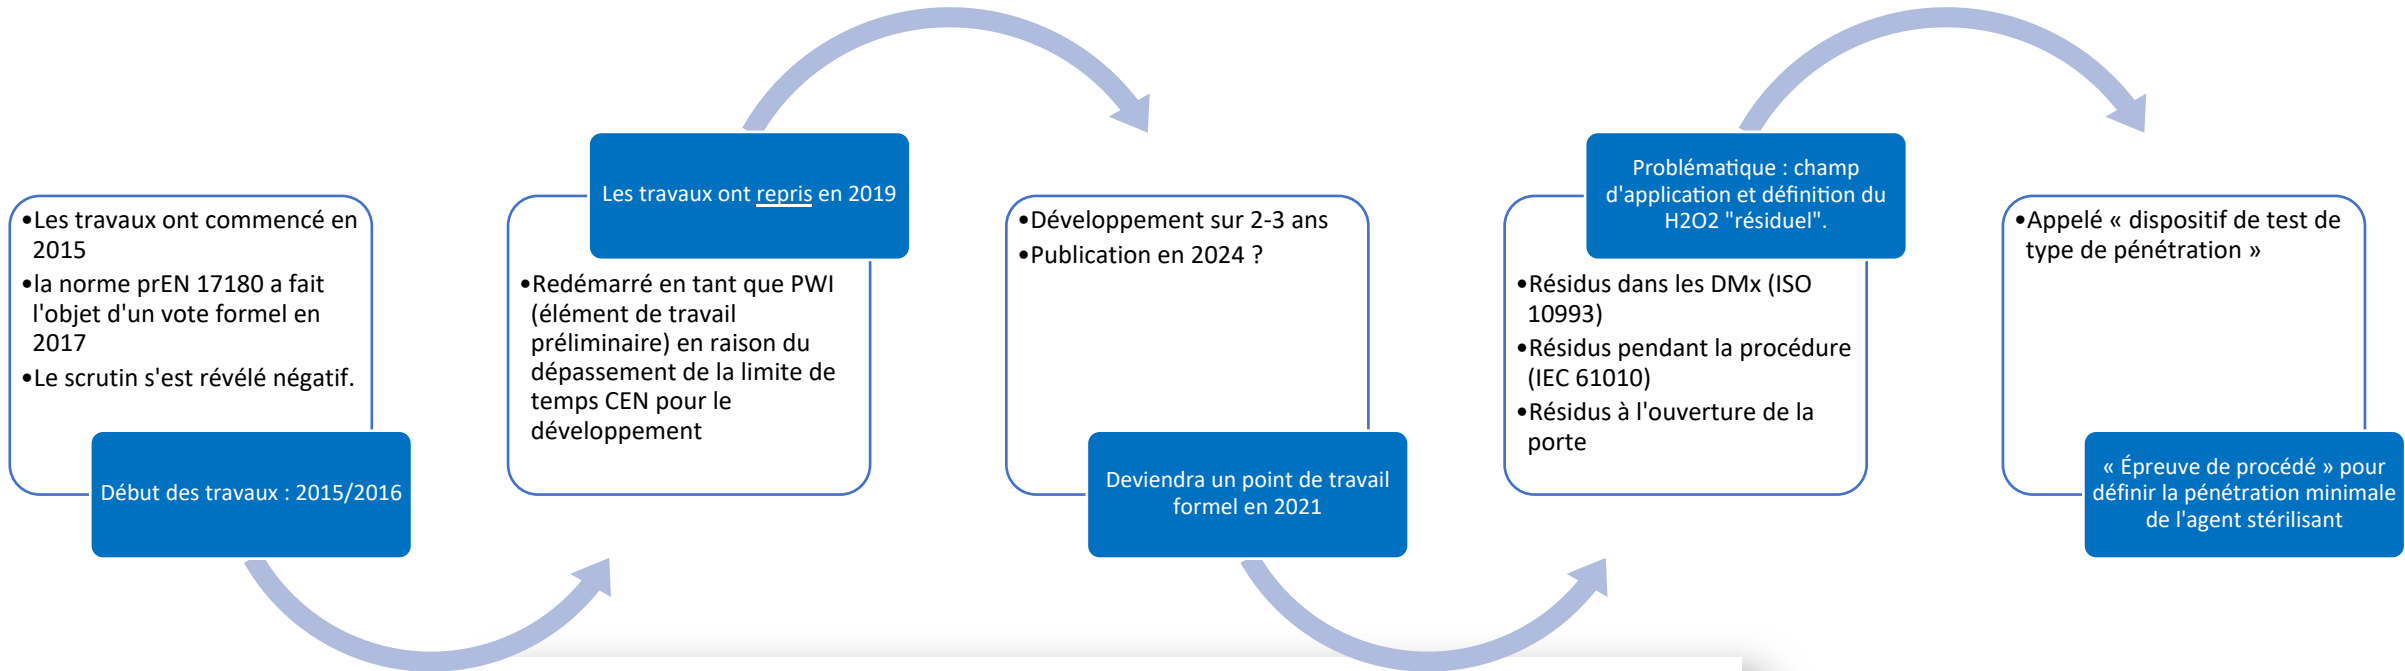 •Les travaux ont commencé en
2015
•la norme prEN 17180 a fait
l'objet d'un vote formel en
2017
•Le scrutin s'est révélé négatif.
Début des travaux : 2015/2016
Les travaux ont repris en 2019
•Redémarré en tant que PWI
(élément de travail
préliminaire) en raison du
dépassement de la limite de
temps CEN pour le
développement
•Développement sur 2-3 ans
•Publication en 2024 ?
Deviendra un point de travail
formel en 2021
Problématique : champ
d'application et définition du
H2O2 "résiduel".
•Résidus dans les DMx (ISO
10993)
•Résidus pendant la procédure
(IEC 61010)
•Résidus à l'ouverture de la
porte
•Appelé « dispositif de test de
type de pénétration »
« Épreuve de procédé » pour
définir la pénétration minimale
de l'agent stérilisant